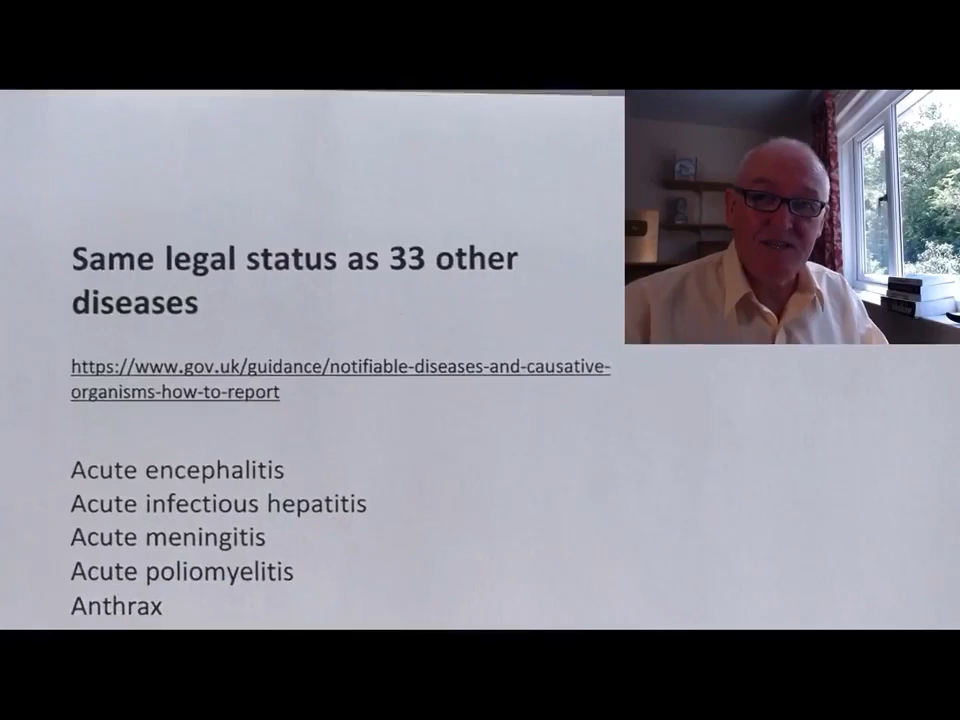 Same legal status as 33 other
diseases
https://www.gov.uk/guidance/notifiable-diseases-and-causative-
organisms-how-to-report
Acute encephalitis
Acute infectious hepatitis
Acute meningitis
Acute poliomyelitis
Anthrax